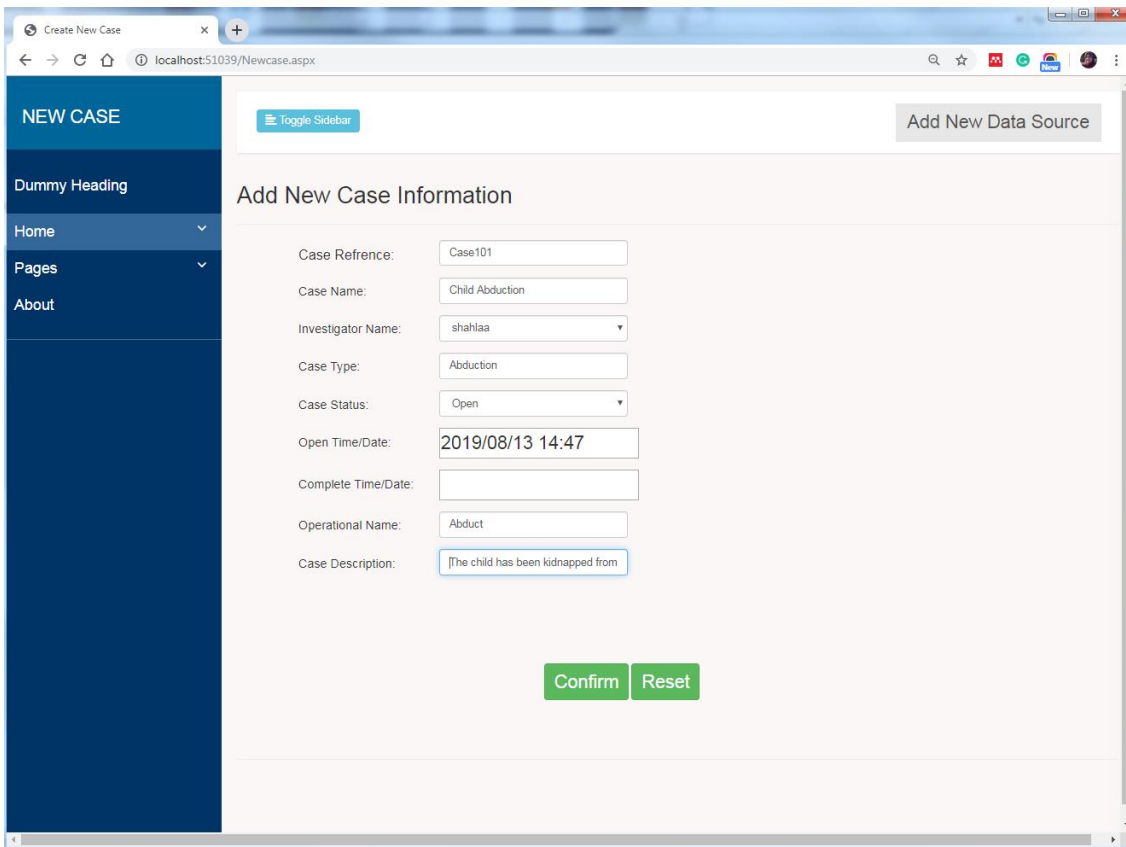 Create New Case
localhost:51039/Newcase.aspx
New
NEW CASE
Toggle Sidebar
Add New Data Source
Dummy Heading
Add New Case Information
Home
Pages
About
Case Refrence: Case101
Case Name: Child Abduction
Investigator Name: shahlaa
Case Type: Abduction
Case Status: Open
Open Time/Date: 2019/08/13 14:47
Complete Time/Date:
Operational Name: Abduct
Case Description: The child has been kidnapped from
Confirm Reset